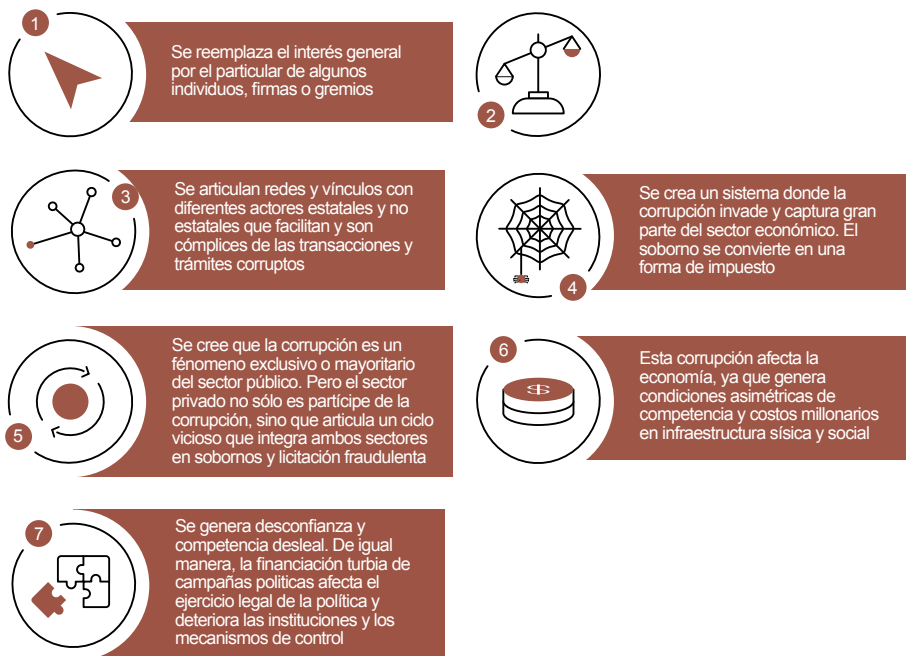 1
Se reemplaza el interés general
por el particular de algunos
individuos, firmas o gremios
2
3
Se articulan redes y vínculos con
diferentes actores estatales y no
estatales que facilitan y son
cómplices de las transacciones y
trámites corruptos
4
Se crea un sistema donde la
corrupción invade y captura gran
parte del sector económico. El
soborno se convierte en una
forma de impuesto
5
Se cree que la corrupción es un
fénomeno exclusivo o mayoritario
del sector público. Pero el sector
privado no sólo es partícipe de la
corrupción, sino que articula un ciclo
vicioso que integra ambos sectores
en sobornos y licitación fraudulenta
6
$
Esta corrupción afecta la
economía, ya que genera
condiciones asimétricas de
competencia y costos millonarios
en infraestructura sísica y social
7
Se genera desconfianza y
competencia desleal. De igual
manera, la financiación turbia de
campañas politicas afecta el
ejercicio legal de la política y
deteriora las instituciones y los
mecanismos de control